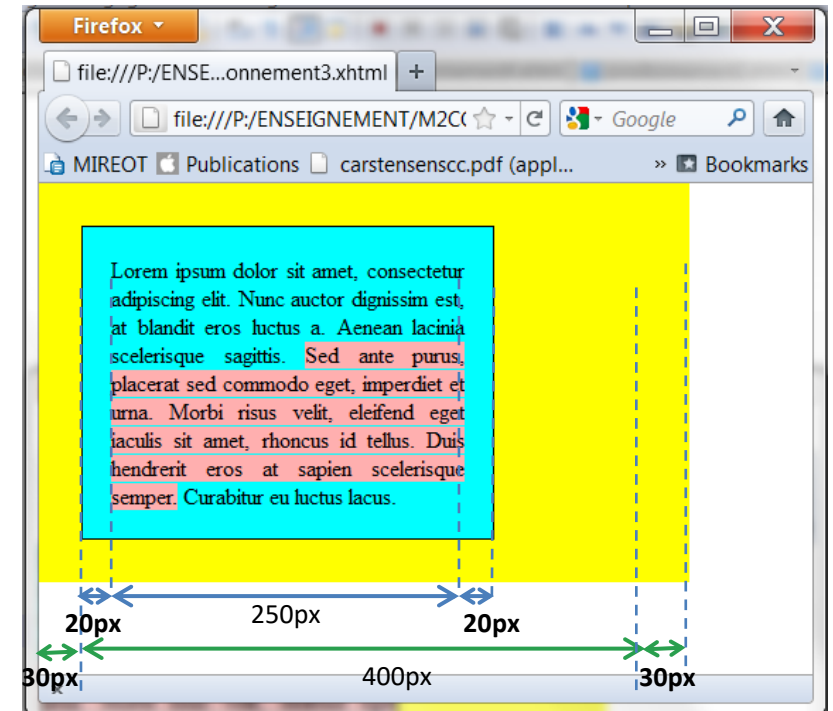 Firefox
file:///P:/ENSE...onnement3.xhtml +
file:///P:/ENSEIGNEMENT/M2C( Google
MIREOT Publications carstensenscc.pdf (appl... » Bookmarks
Lorem ipsum dolor sit amet, consectetur
adipiscing elit. Nunc auctor dignissim est,
at blandit eros luctus a. Aenean lacinia
scelerisque sagittis. Sed ante purus,
placerat sed commodo eget, imperdiet et
urna. Morbi risus velit, eleifend eget
iaculis sit amet, rhoncus id tellus. Duis
hendrerit eros at sapien scelerisque
semper. Curabitur eu luctus lacus.
20px 250px 20px
30px 400px 30px
x